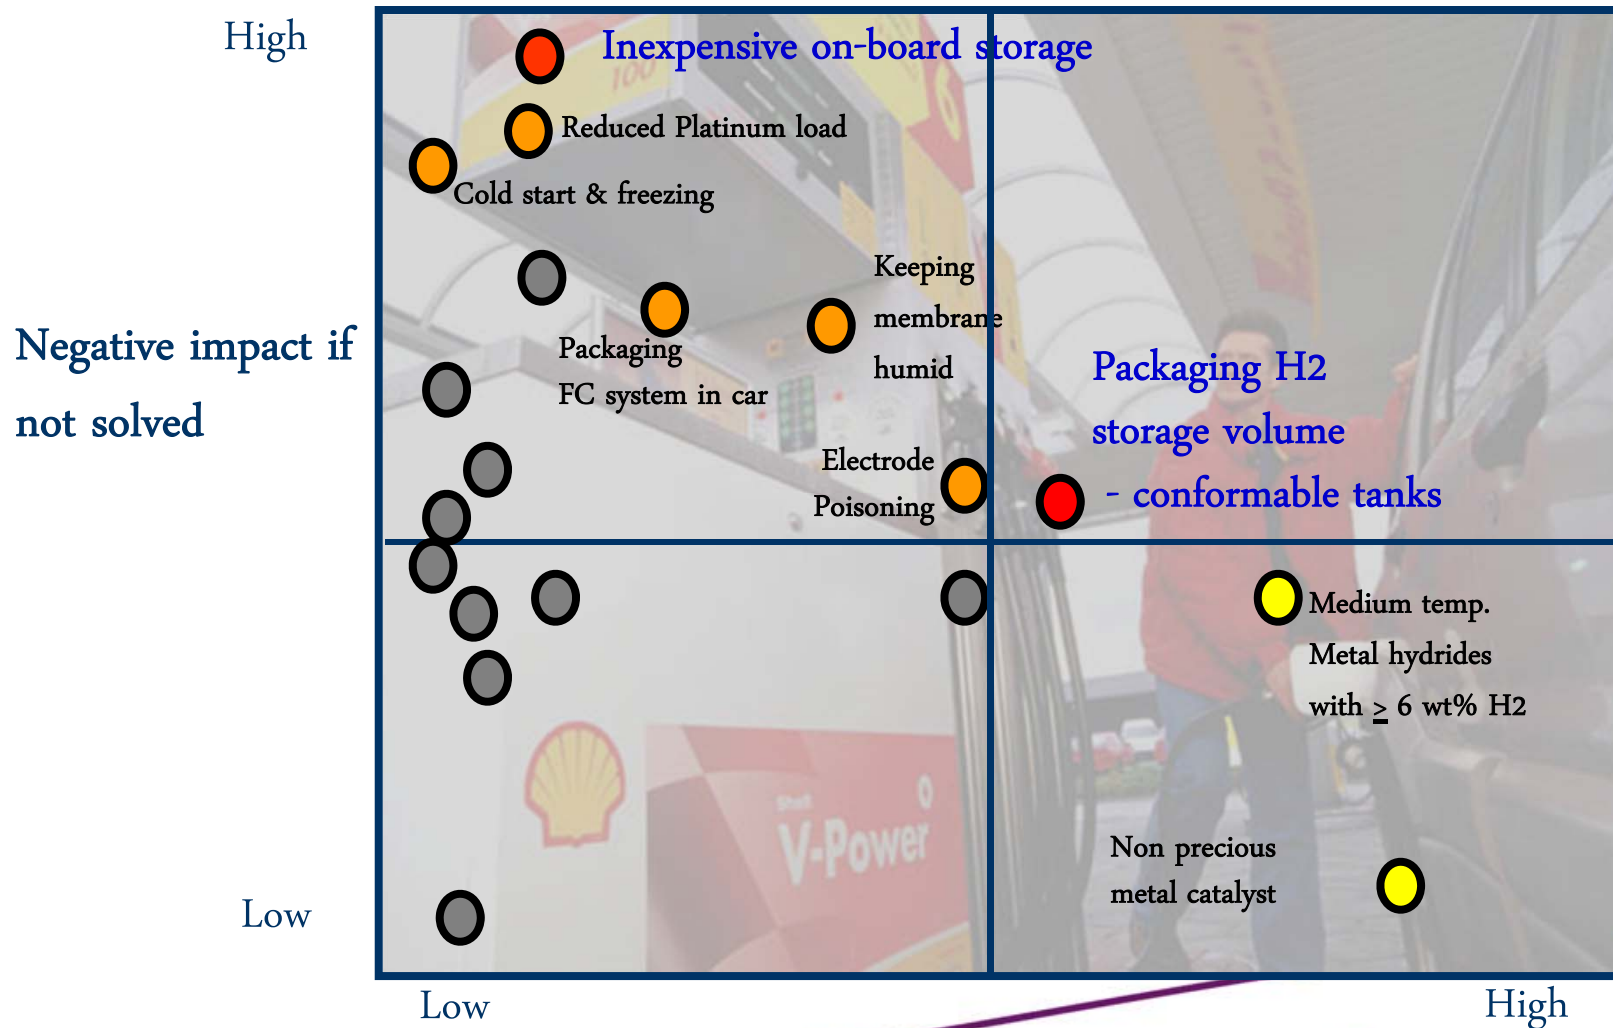 High
Inexpensive on-board storage
100
Reduced Platinum load
Cold start & freezing
Keeping
membrane
humid
Negative impact if
not solved
Packaging
FC system in car
Packaging H2
storage volume
- conformable tanks
Electrode
Poisoning
Medium temp.
Metal hydrides
with ≥ 6 wt% H2
Shell
V-Power
Non precious
metal catalyst
Low
Low
High